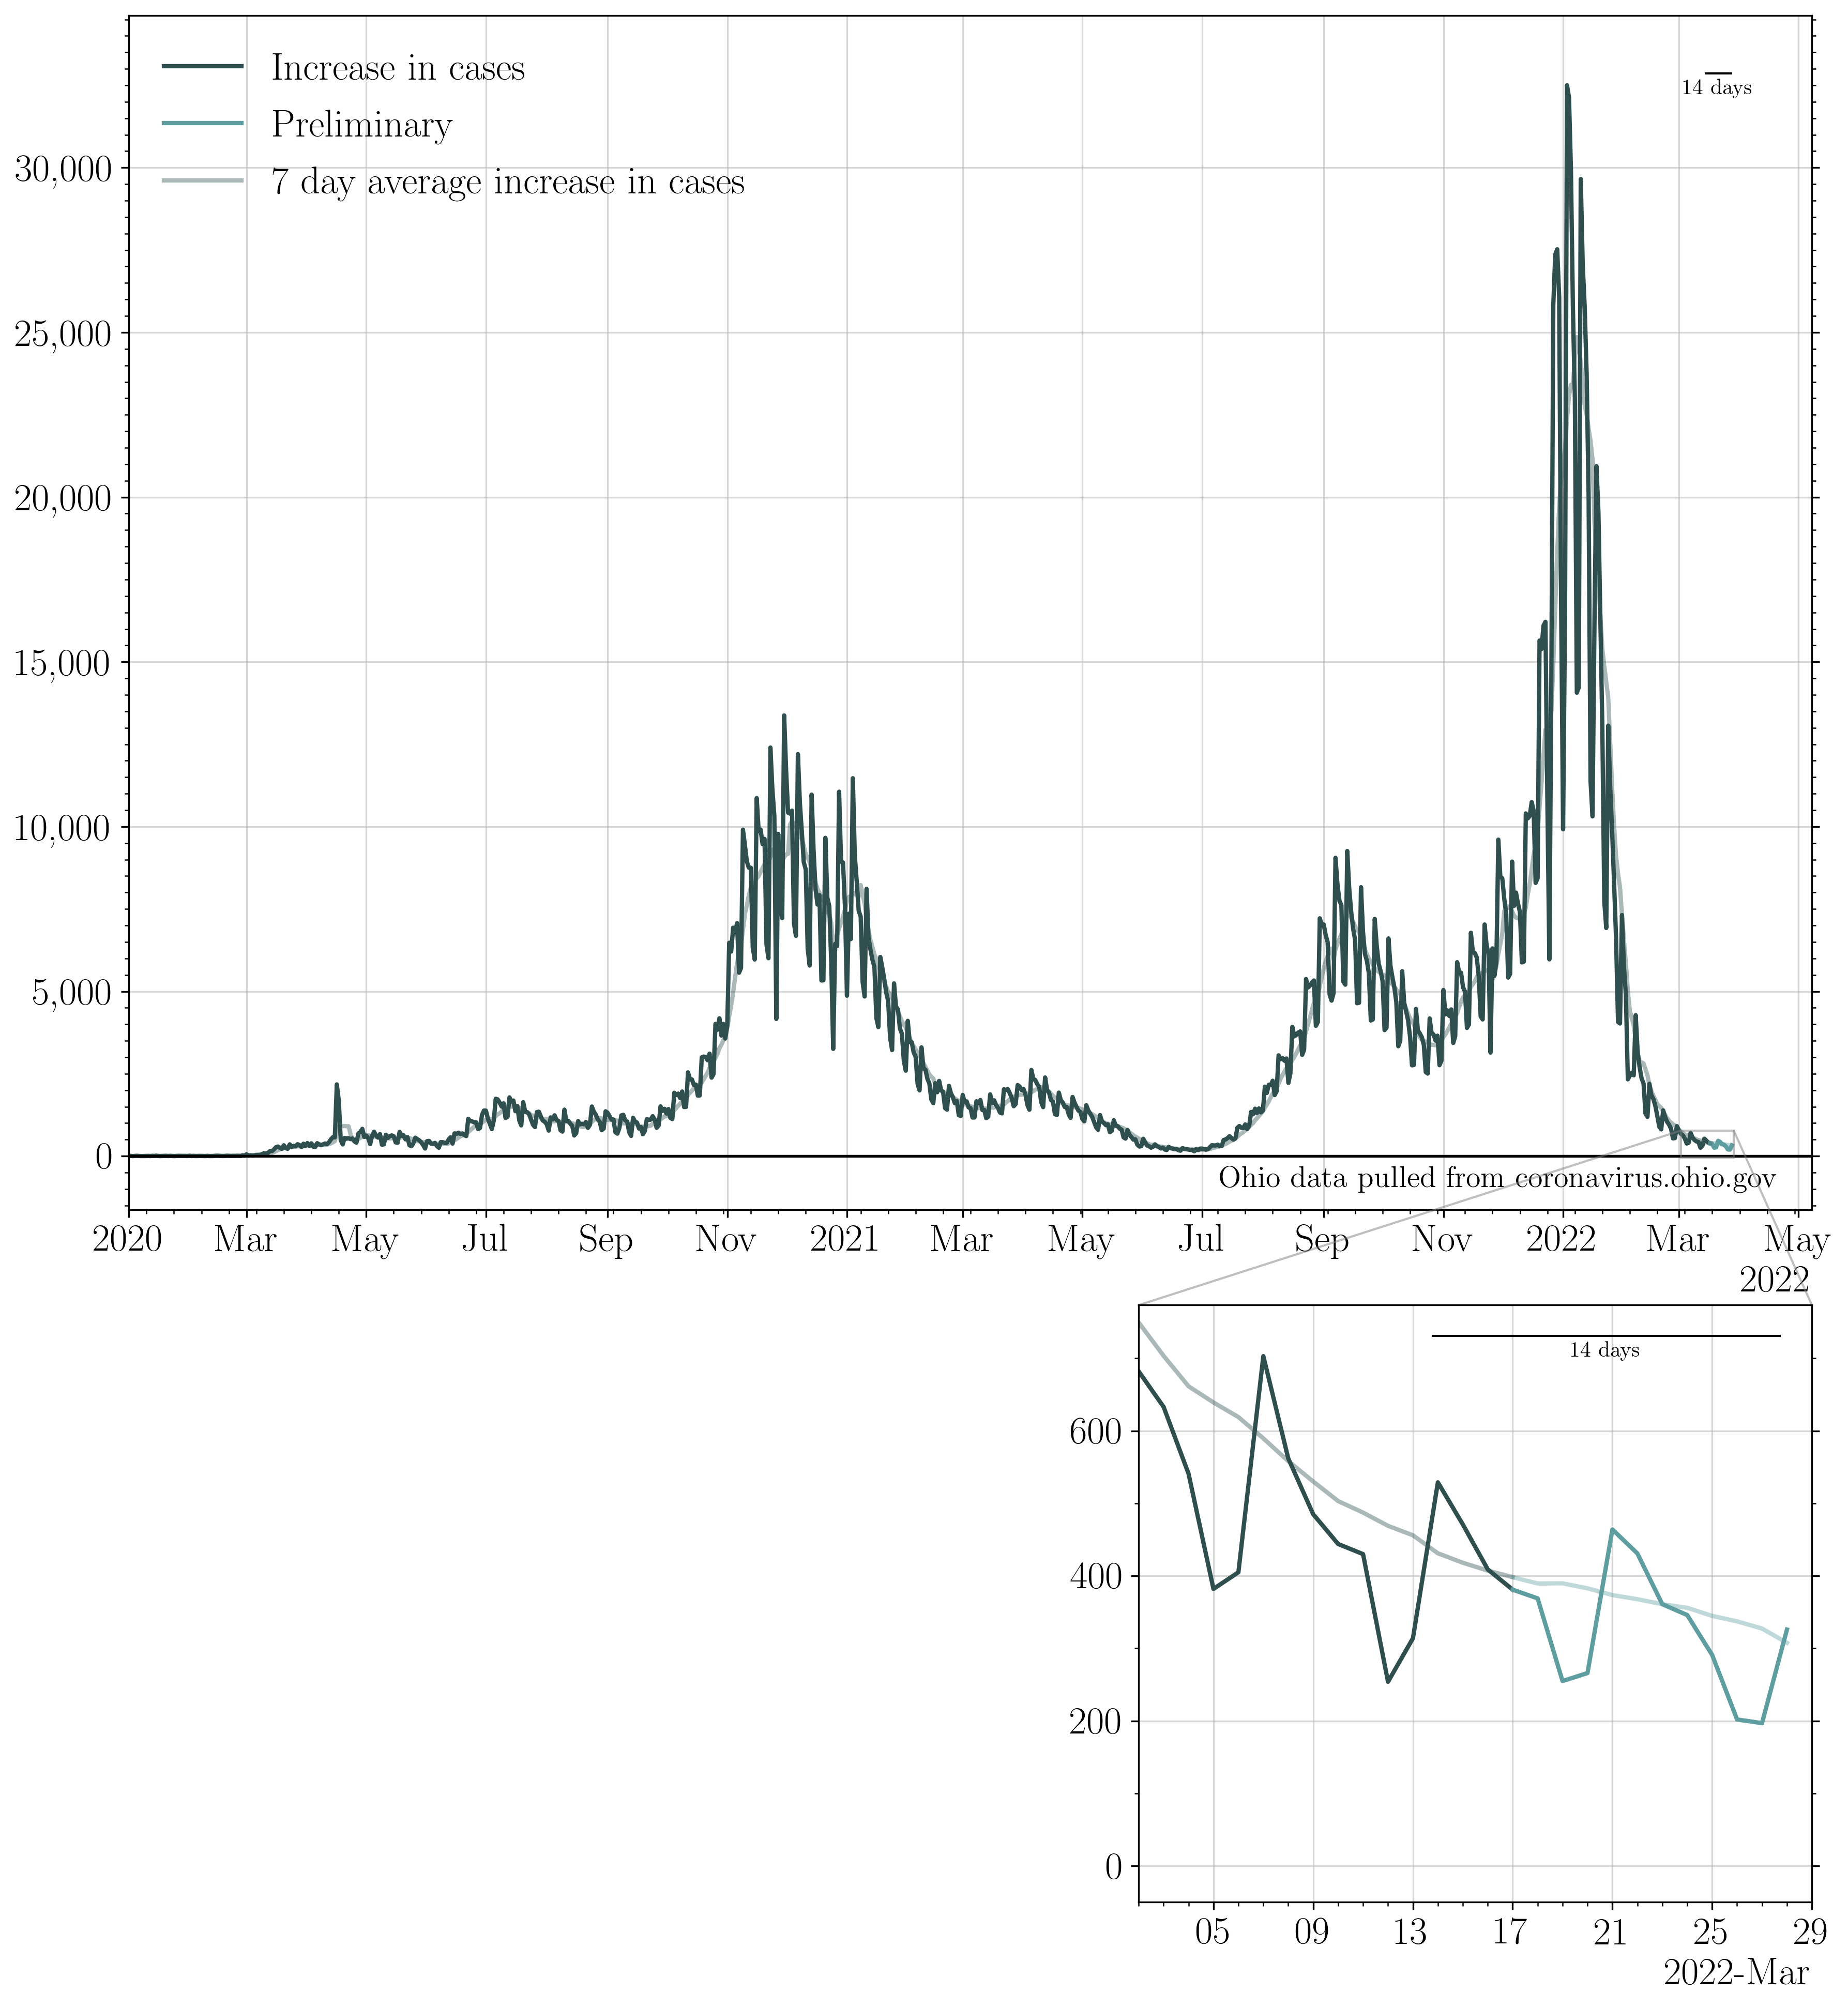 Increase in cases
Preliminary
7 day average increase in cases
14 days
30,000
25,000
20,000
15,000
10,000
5,000
0
Ohio data pulled from coronavirus.ohio.gov
2020 Mar May Jul Sep Nov 2021 Mar May Jul Sep Nov 2022 Mar May
2022
14 days
600
400
200
0
05 09 13 17 21 25 29
2022-Mar